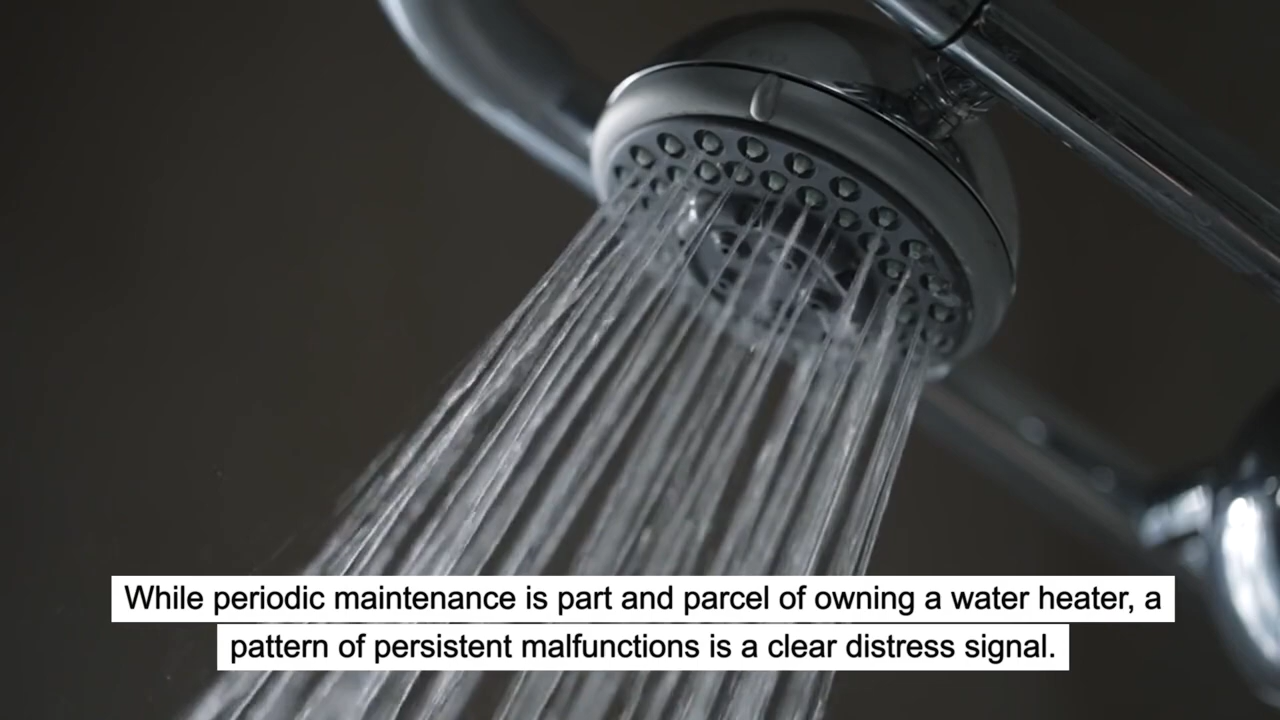 While periodic maintenance is part and parcel of owning a water heater, a
pattern of persistent malfunctions is a clear distress signal.